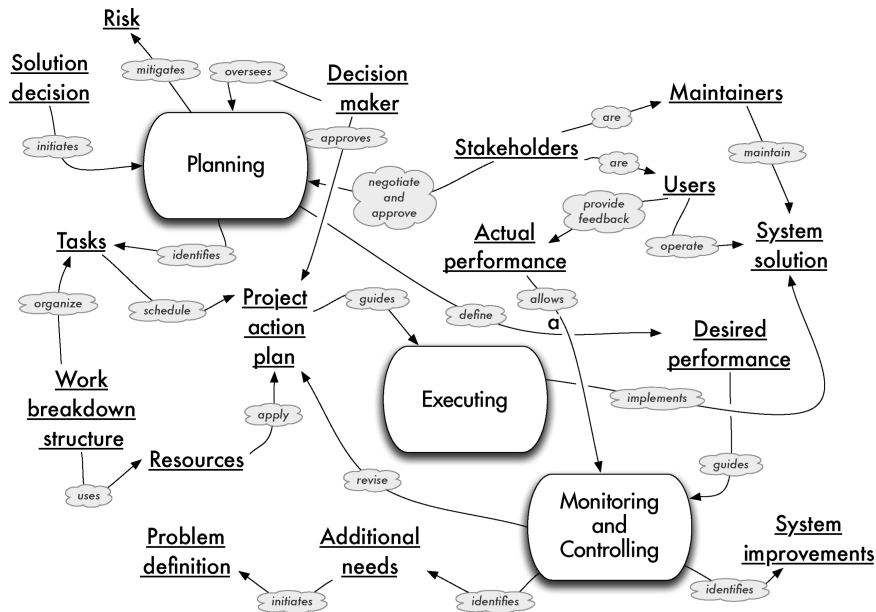 Risk
mitigates
oversees
Solution
decision
Decision
maker
Maintainers
are
initiates
Planning
approves
Stakeholders
are
maintain
negotiate
and
approve
Users
provide
feedback
Tasks
identifies
Actual
performance
operate
System
solution
organize
schedule
Project
action
plan
guides
allows
a
define
Desired
performance
Work
breakdown
structure
Executing
implements
apply
Resources
uses
revise
guides
Monitoring
and
Controlling
Problem
definition
Additional
needs
System
improvements
initiates
identifies
identifies